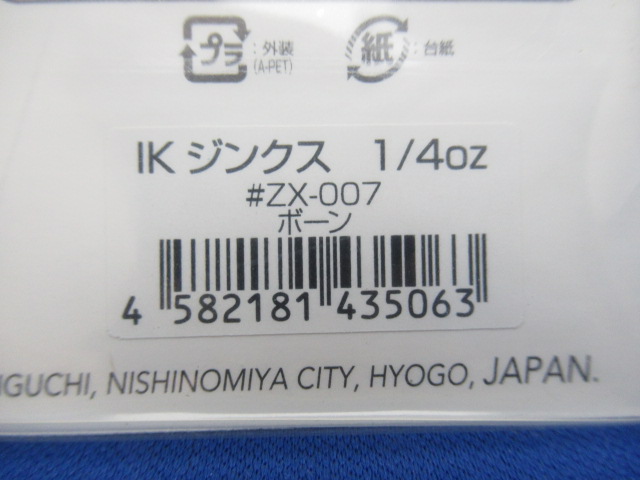 プラ :外装 (A-PET) 紙 :台紙
IK ジンクス 1/4oz
#ZX-007
ボーン
4 582181 435063
IGUCHI, NISHINOMIYA CITY, HYOGO, JAPAN.